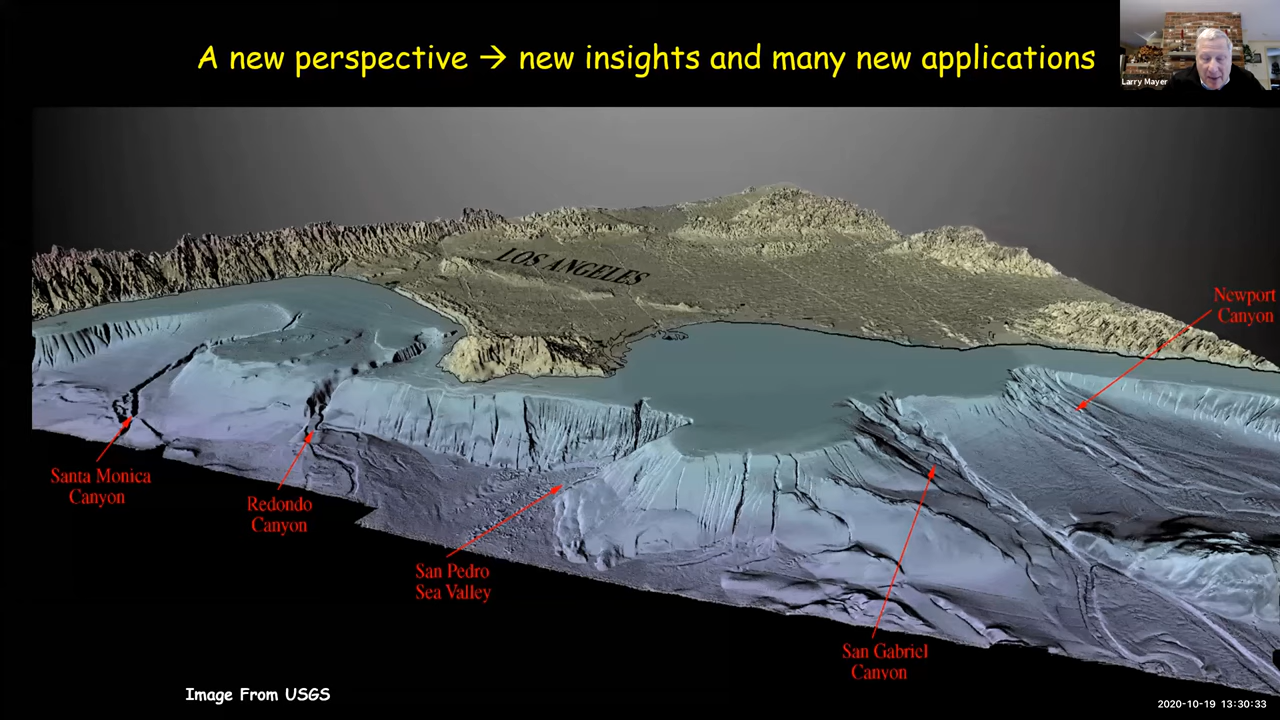 A new perspective → new insights and many new applications
Larry Mayer
LOS ANGELES
Newport
Canyon
Santa Monica
Canyon
Redondo
Canyon
San Pedro
Sea Valley
San Gabriel
Canyon
Image From USGS
2020-10-19 13:30:33